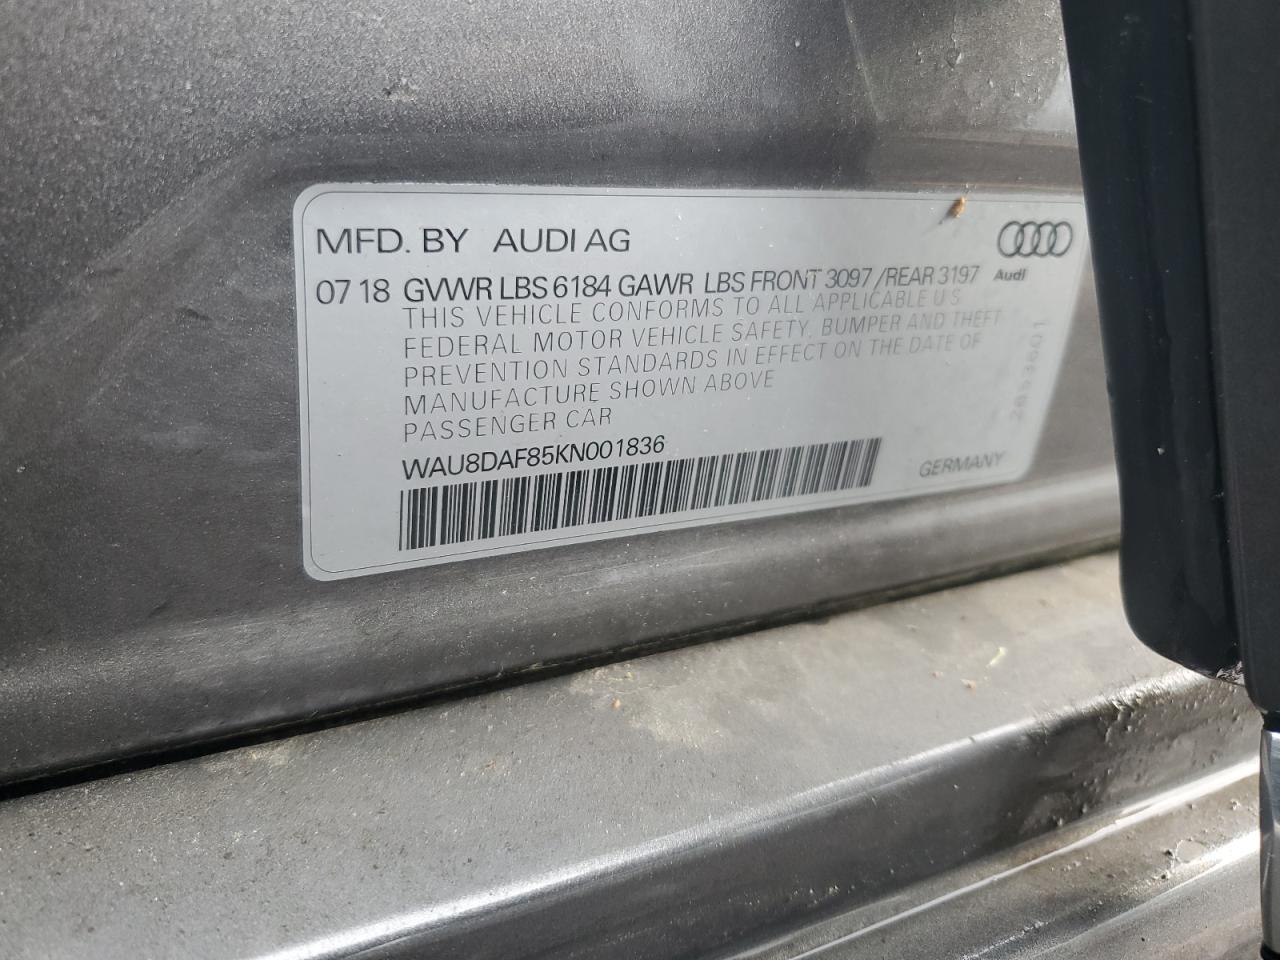 MFD. BY AUDI AG
07 18 GVWR LBS 6184 GAWR LBS FRONT 3097 /REAR 3197
Audi
THIS VEHICLE CONFORMS TO ALL APPLICABLE U S
FEDERAL MOTOR VEHICLE SAFETY, BUMPER AND THEFT
PREVENTION STANDARDS IN EFFECT ON THE DATE OF
MANUFACTURE SHOWN ABOVE
PASSENGER CAR
WAU8DAF85KN001836
GERMANY